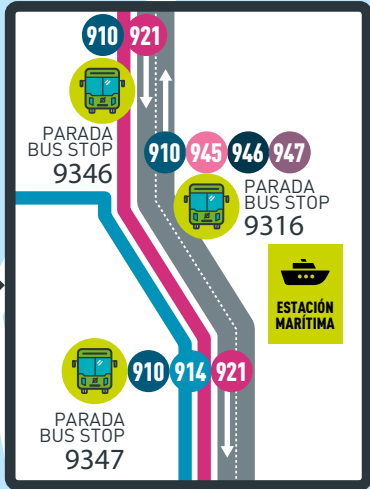 910 921
PARADA
BUS STOP
9346
910 945 946 947
PARADA
BUS STOP
9316
ESTACIÓN
MARÍTIMA
910 914 921
PARADA
BUS STOP
9347